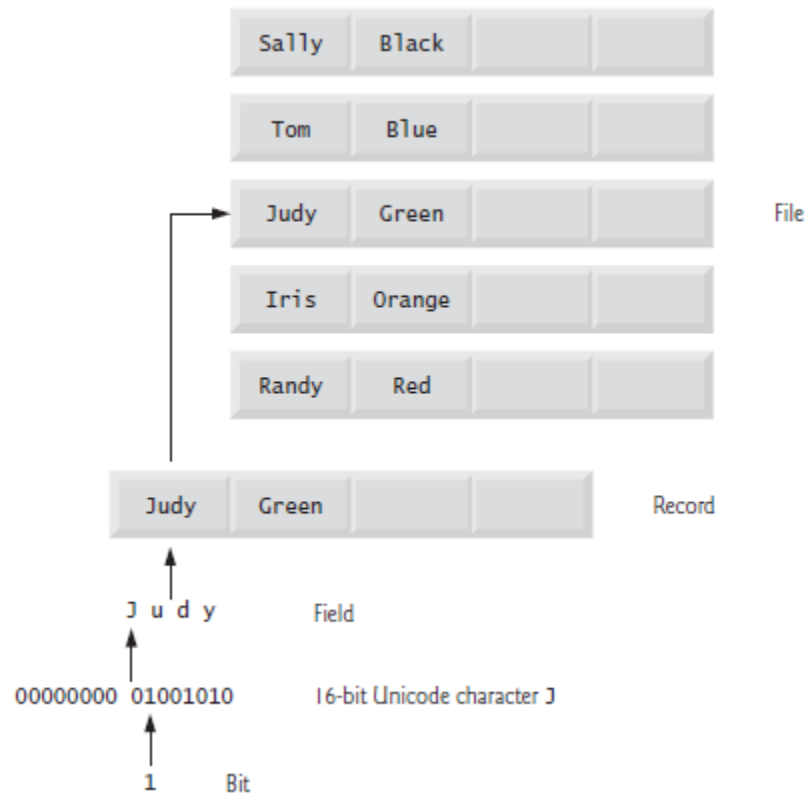 Sally Black
Tom Blue
Judy Green File
Iris Orange
Randy Red
Judy Green Record
J u d y Field
00000000 01001010 16-bit Unicode character J
1 Bit